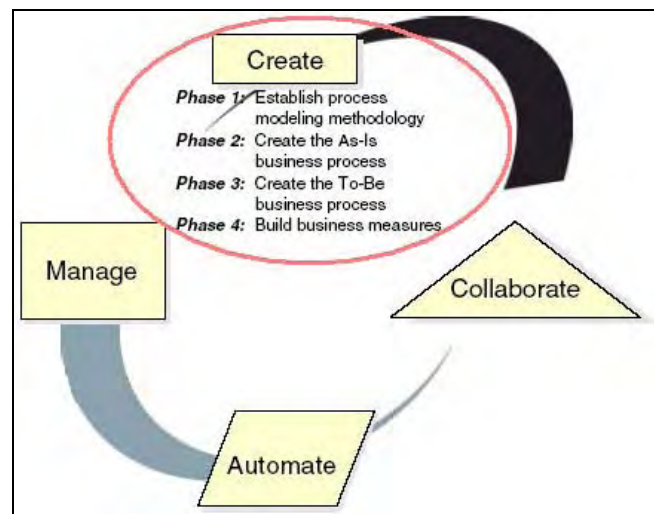 Create
Phase 1: Establish process
modeling methodology
Phase 2: Create the As-Is
business process
Phase 3: Create the To-Be
business process
Phase 4: Build business measures
Manage
Collaborate
Automate